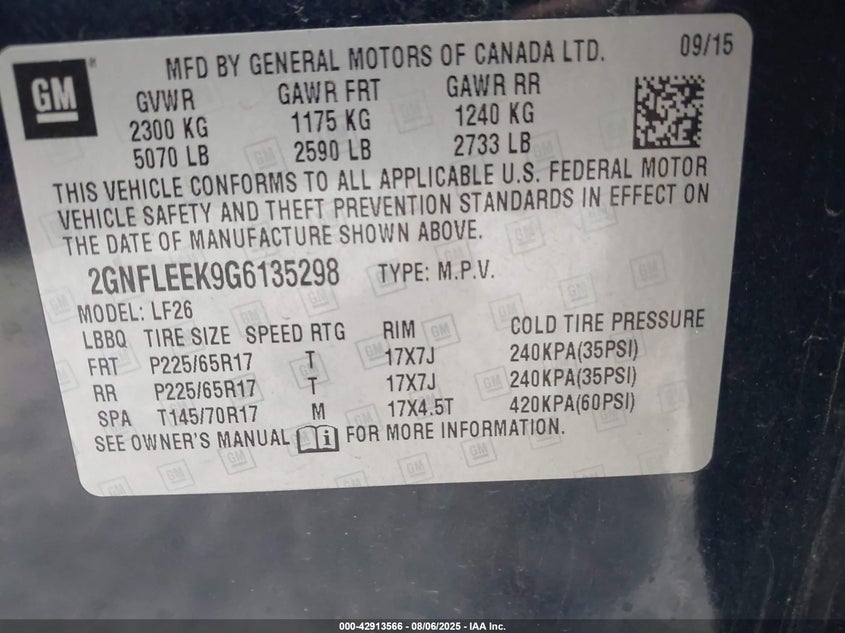 GM
MFD BY GENERAL MOTORS OF CANADA LTD. 09/15
GVWR GAWR FRT GAWR RR
2300 KG 1175 KG 1240 KG
5070 LB 2590 LB 2733 LB
THIS VEHICLE CONFORMS TO ALL APPLICABLE U.S. FEDERAL MOTOR
VEHICLE SAFETY AND THEFT PREVENTION STANDARDS IN EFFECT ON
THE DATE OF MANUFACTURE SHOWN ABOVE.
2GNFLEEK9G6135298 TYPE: M.P.V.
MODEL: LF26
LBBQ TIRE SIZE SPEED RTG RIM COLD TIRE PRESSURE
FRT P225/65R17 T 17X7J 240KPA(35PSI)
RR P225/65R17 T 17X7J 240KPA(35PSI)
SPA T145/70R17 M 17X4.5T 420KPA(60PSI)
SEE OWNER'S MANUAL i FOR MORE INFORMATION.
000-42913566 - 08/06/2025 - IAA Inc.